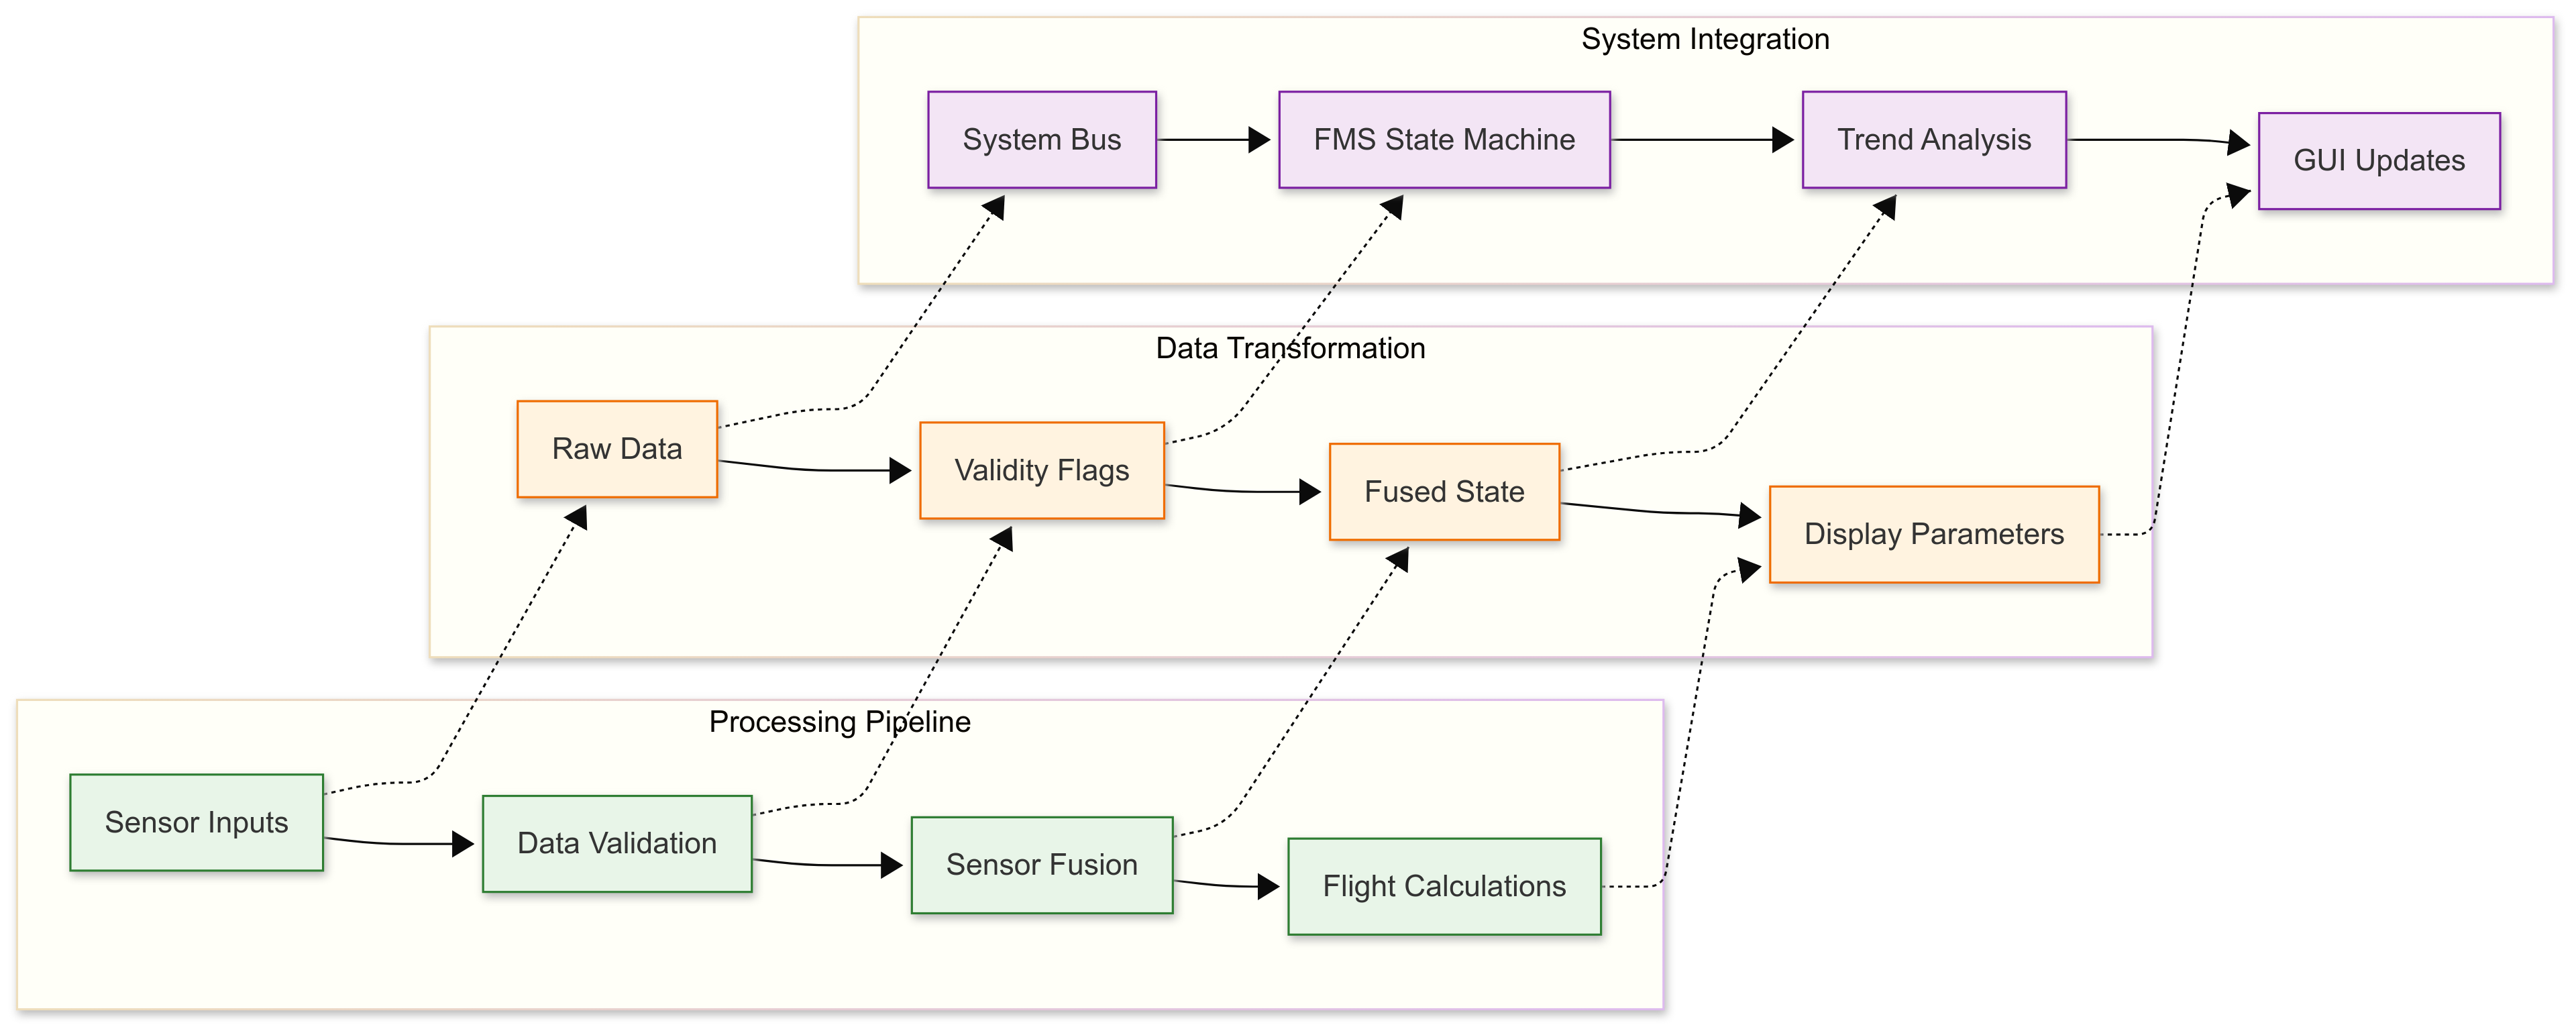 System Integration
System Bus
FMS State Machine
Trend Analysis
GUI Updates
Data Transformation
Raw Data
Validity Flags
Fused State
Display Parameters
Processing Pipeline
Sensor Inputs
Data Validation
Sensor Fusion
Flight Calculations